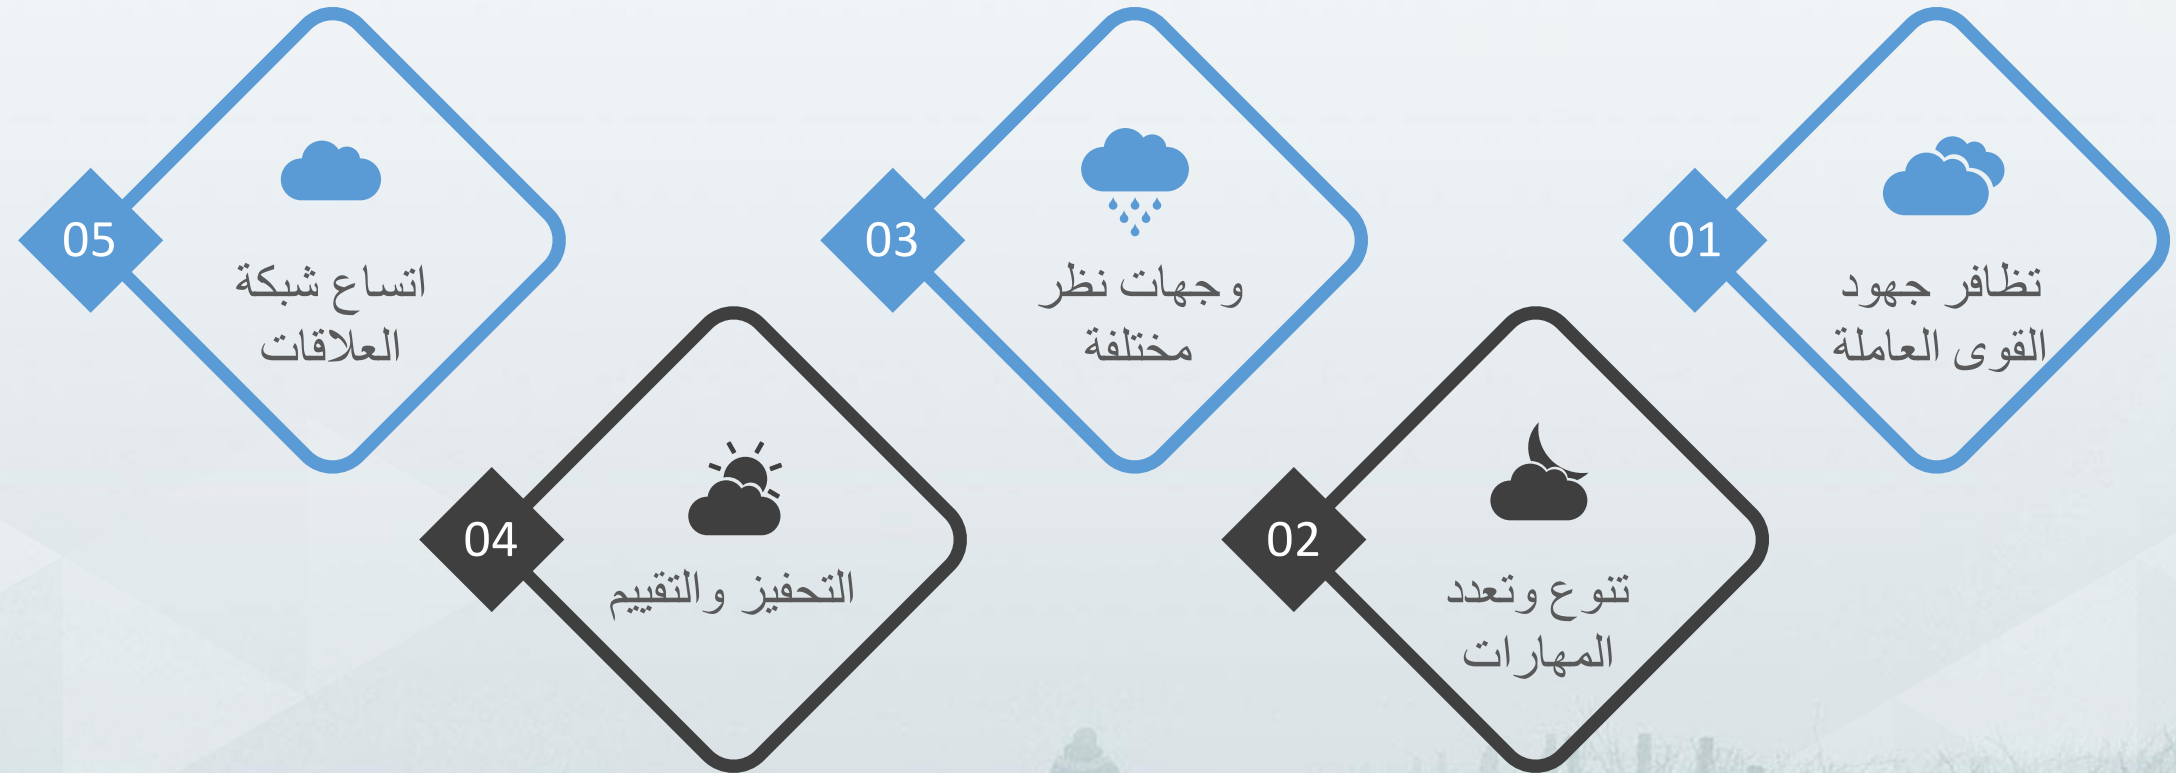 01
تظافر جهود
القوى العاملة
02
تنوع وتعدد
المهارات
03
وجهات نظر
مختلفة
04
التحفيز والتقييم
05
اتساع شبكة
العلاقات